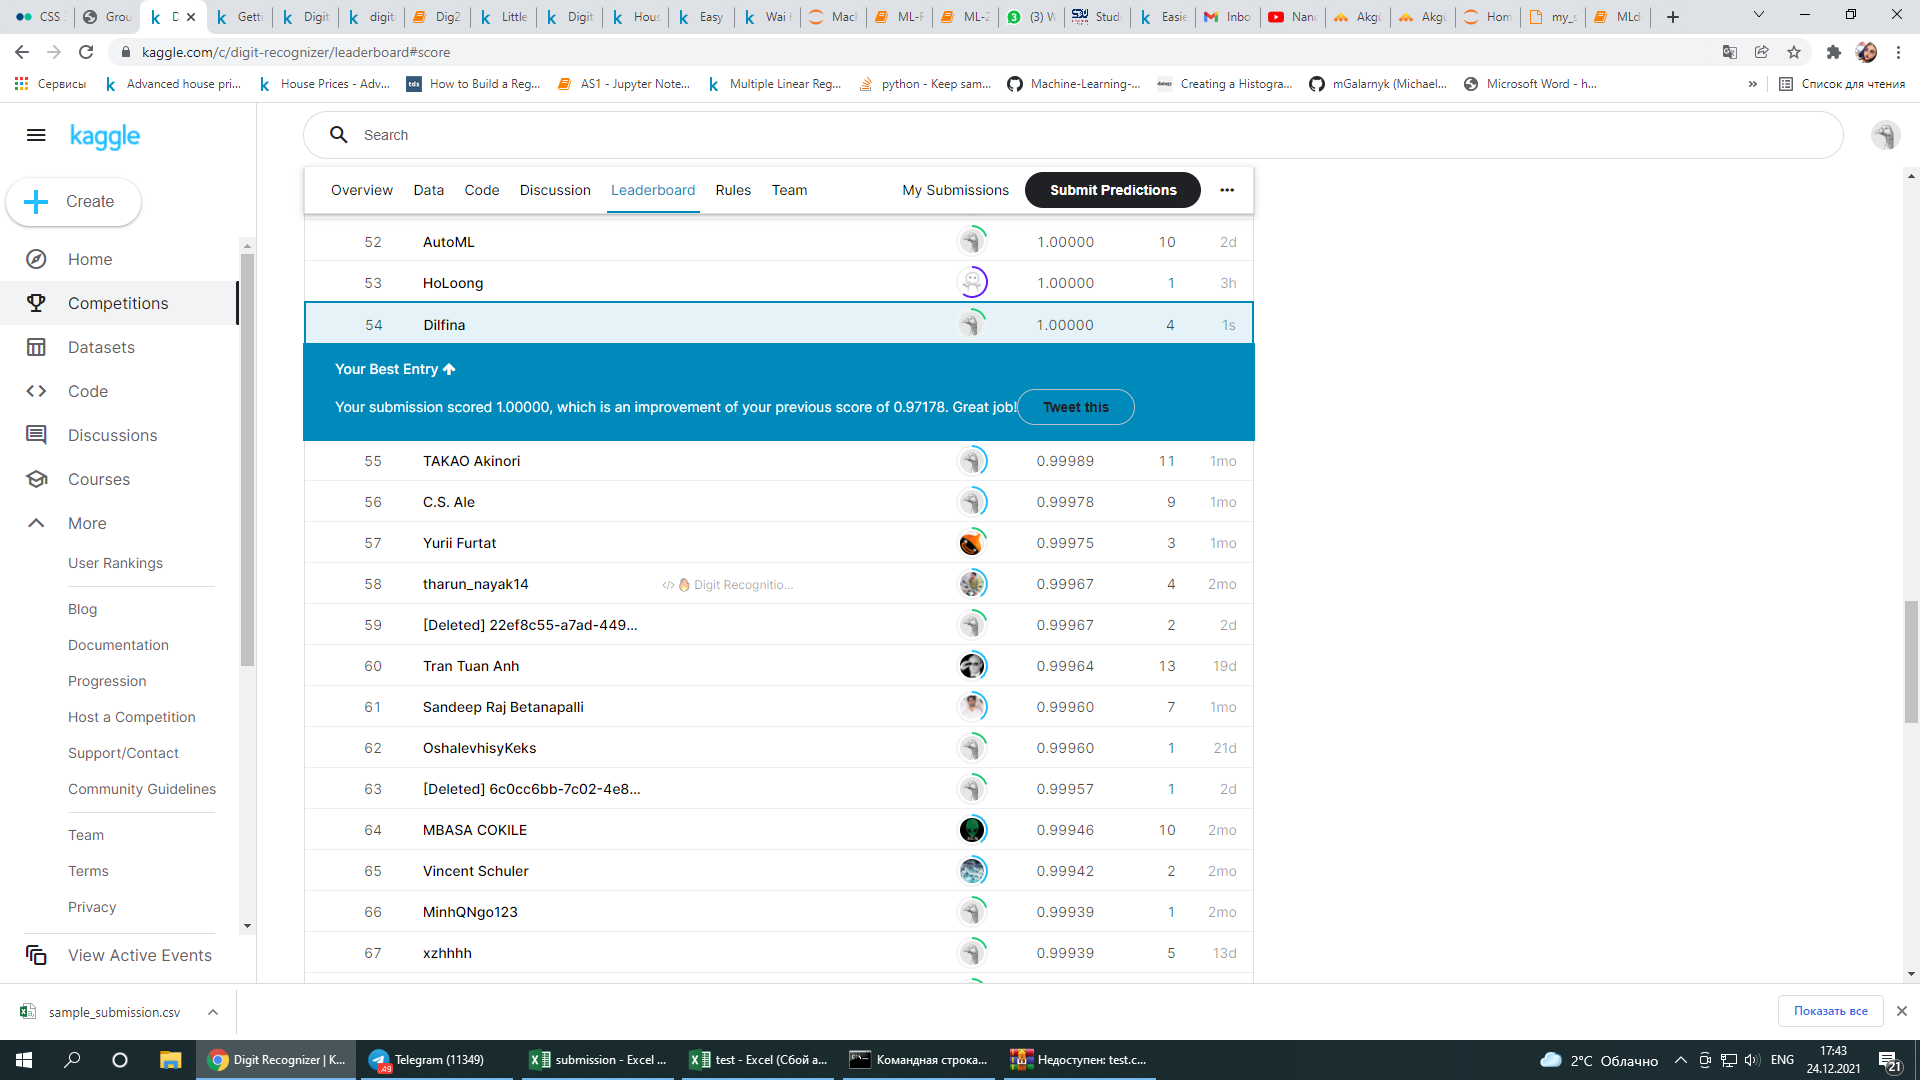 CSS
Grou
D
Getti
Digit
digit
Dig2
Little
Digit
Hous
Easy
Wai
Mach
ML-F
ML-2
(3) W
Stud
Easie
Inbo
Nanc
Akgü
Akgü
Hom
my_s
MLd
kaggle.com/c/digit-recognizer/leaderboard#score
Сервисы
Advanced house pri...
House Prices - Adv...
How to Build a Reg...
AS1 - Jupyter Note...
Multiple Linear Reg...
python - Keep sam...
Machine-Learning-...
Creating a Histogra...
mGalarnyk (Michael...
Microsoft Word - h...
»
Список для чтения
kaggle
Search
Create
Home
Competitions
Datasets
Code
Discussions
Courses
More
User Rankings
Blog
Documentation
Progression
Host a Competition
Support/Contact
Community Guidelines
Team
Terms
Privacy
View Active Events
Overview Data Code Discussion Leaderboard Rules Team My Submissions Submit Predictions
52 AutoML 1.00000 10 2d
53 HoLoong 1.00000 1 3h
54 Dilfina 1.00000 4 1s
Your Best Entry
Your submission scored 1.00000, which is an improvement of your previous score of 0.97178. Great job! Tweet this
55 TAKAO Akinori 0.99989 11 1mo
56 C.S. Ale 0.99978 9 1mo
57 Yurii Furtat 0.99975 3 1mo
58 tharun_nayak14 </> Digit Recognitio... 0.99967 4 2mo
59 [Deleted] 22ef8c55-a7ad-449... 0.99967 2 2d
60 Tran Tuan Anh 0.99964 13 19d
61 Sandeep Raj Betanapalli 0.99960 7 1mo
62 OshalevhisyKeks 0.99960 1 21d
63 [Deleted] 6c0cc6bb-7c02-4e8... 0.99957 1 2d
64 MBASA COKILE 0.99946 10 2mo
65 Vincent Schuler 0.99942 2 2mo
66 MinhQNgo123 0.99939 1 2mo
67 xzhhhh 0.99939 5 13d
sample_submission.csv
Показать все
Digit Recognizer | K...
Telegram (11349)
.49
submission - Excel ...
test - Excel (Сбой а...
Командная строка...
Недоступен: test.c...
2°C Облачно
ENG
17:43
24.12.2021
21